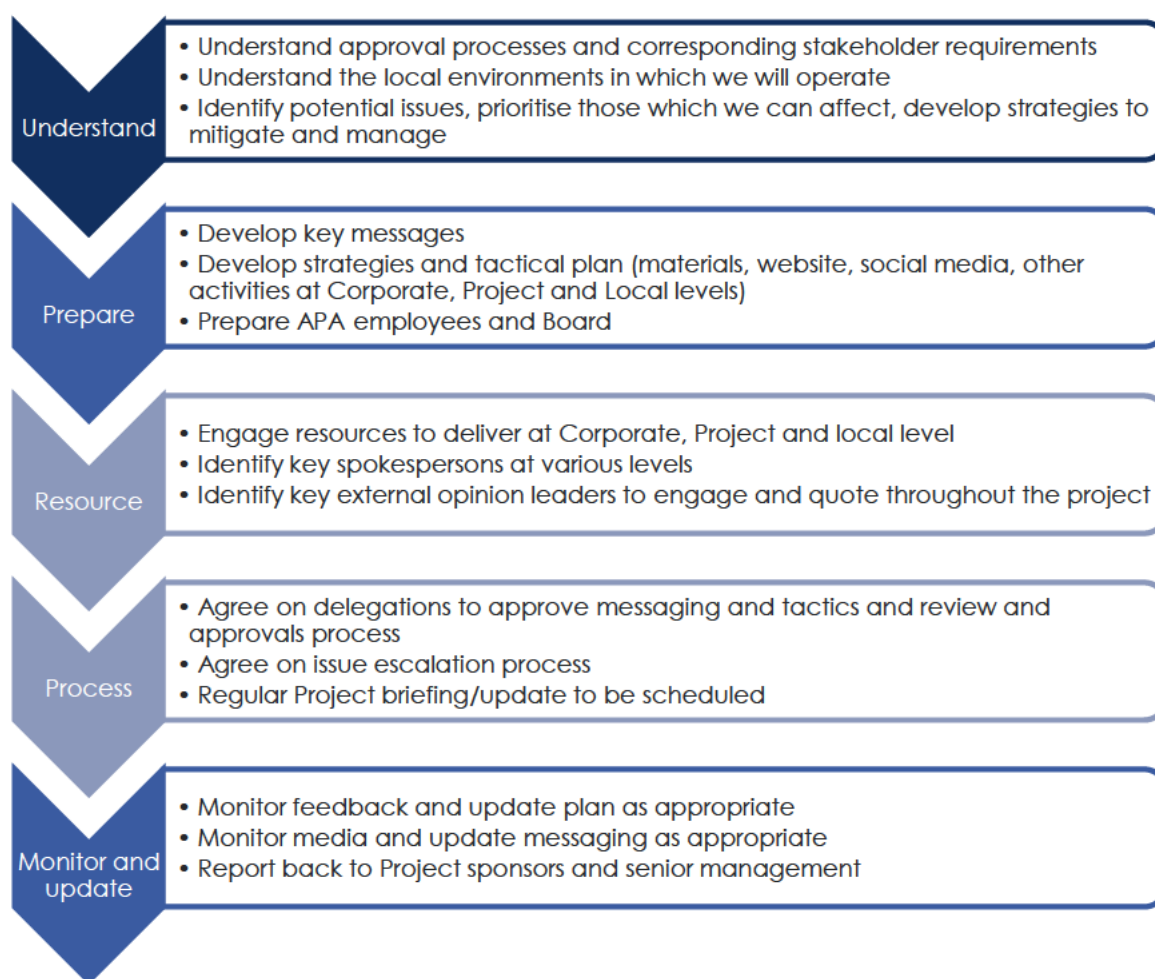 Understand
• Understand approval processes and corresponding stakeholder requirements
• Understand the local environments in which we will operate
• Identify potential issues, prioritise those which we can affect, develop strategies to
mitigate and manage
Prepare
• Develop key messages
• Develop strategies and tactical plan (materials, website, social media, other
activities at Corporate, Project and Local levels)
• Prepare APA employees and Board
Resource
• Engage resources to deliver at Corporate, Project and local level
• Identify key spokespersons at various levels
• Identify key external opinion leaders to engage and quote throughout the project
Process
• Agree on delegations to approve messaging and tactics and review and
approvals process
• Agree on issue escalation process
• Regular Project briefing/update to be scheduled
Monitor and
update
• Monitor feedback and update plan as appropriate
• Monitor media and update messaging as appropriate
• Report back to Project sponsors and senior management